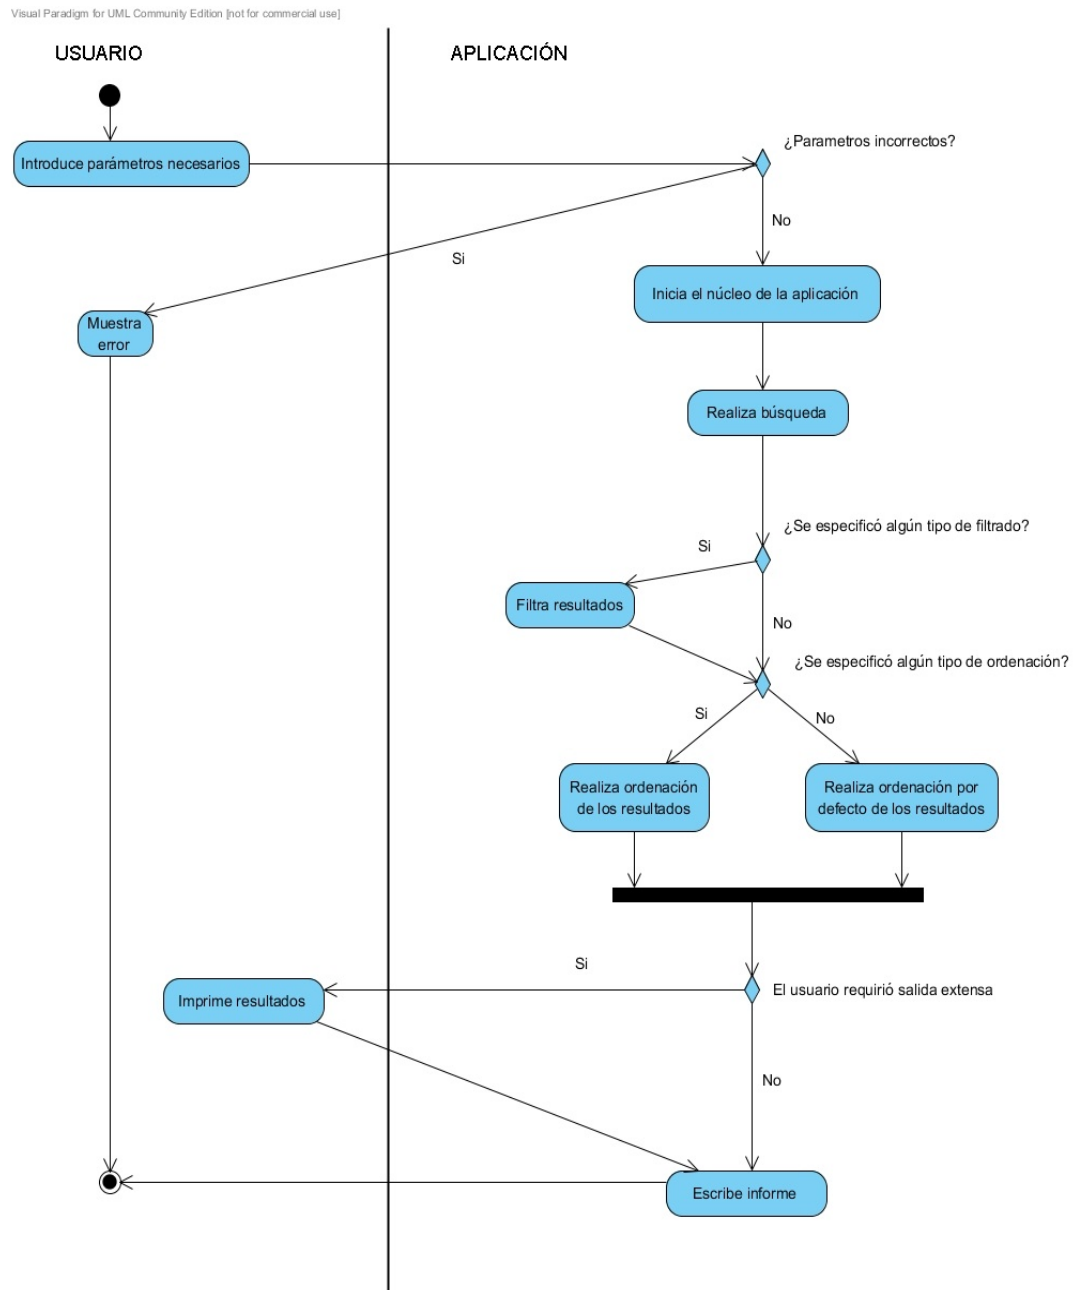 Visual Paradigm for UML Community Edition [not for commercial use]
USUARIO
APLICACIÓN
¿Parametros incorrectos?
Introduce parámetros necesarios
No
Si
Inicia el núcleo de la aplicación
Muestra
error
Realiza búsqueda
¿Se especificó algún tipo de filtrado?
Si
Filtra resultados
No
¿Se especificó algún tipo de ordenación?
Si
No
Realiza ordenación
de los resultados
Realiza ordenación por
defecto de los resultados
Si
Imprime resultados
El usuario requirió salida extensa
No
Escribe informe